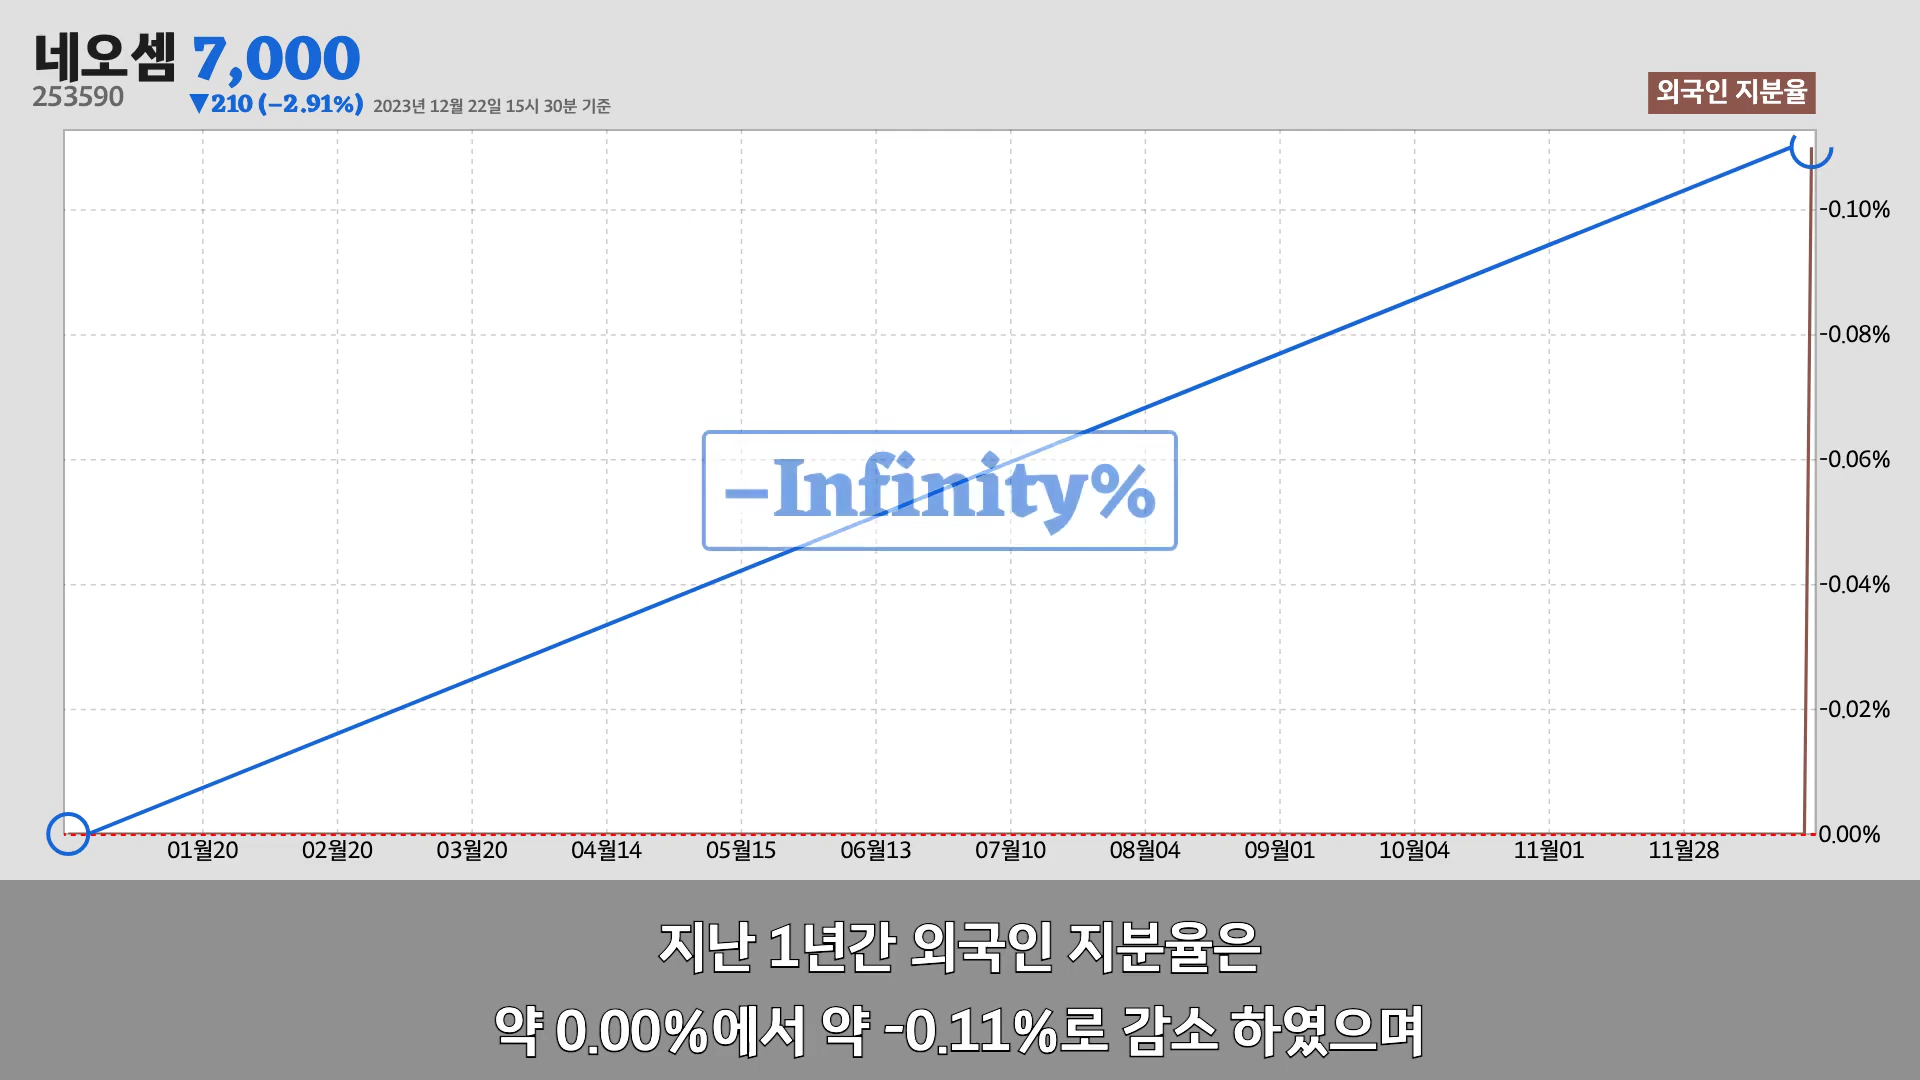 네오셈 7,000
253590 ▼210 (−2.91%) 2023년 12월 22일 15시 30분 기준
외국인 지분율
-0.10%
-0.08%
−Infinity%
-0.06%
-0.04%
-0.02%
0.00%
01월20 02월20 03월20 04월14 05월15 06월13 07월10 08월04 09월01 10월04 11월01 11월28
지난 1년간 외국인 지분율은
약 0.00%에서 약 -0.11%로 감소 하였으며